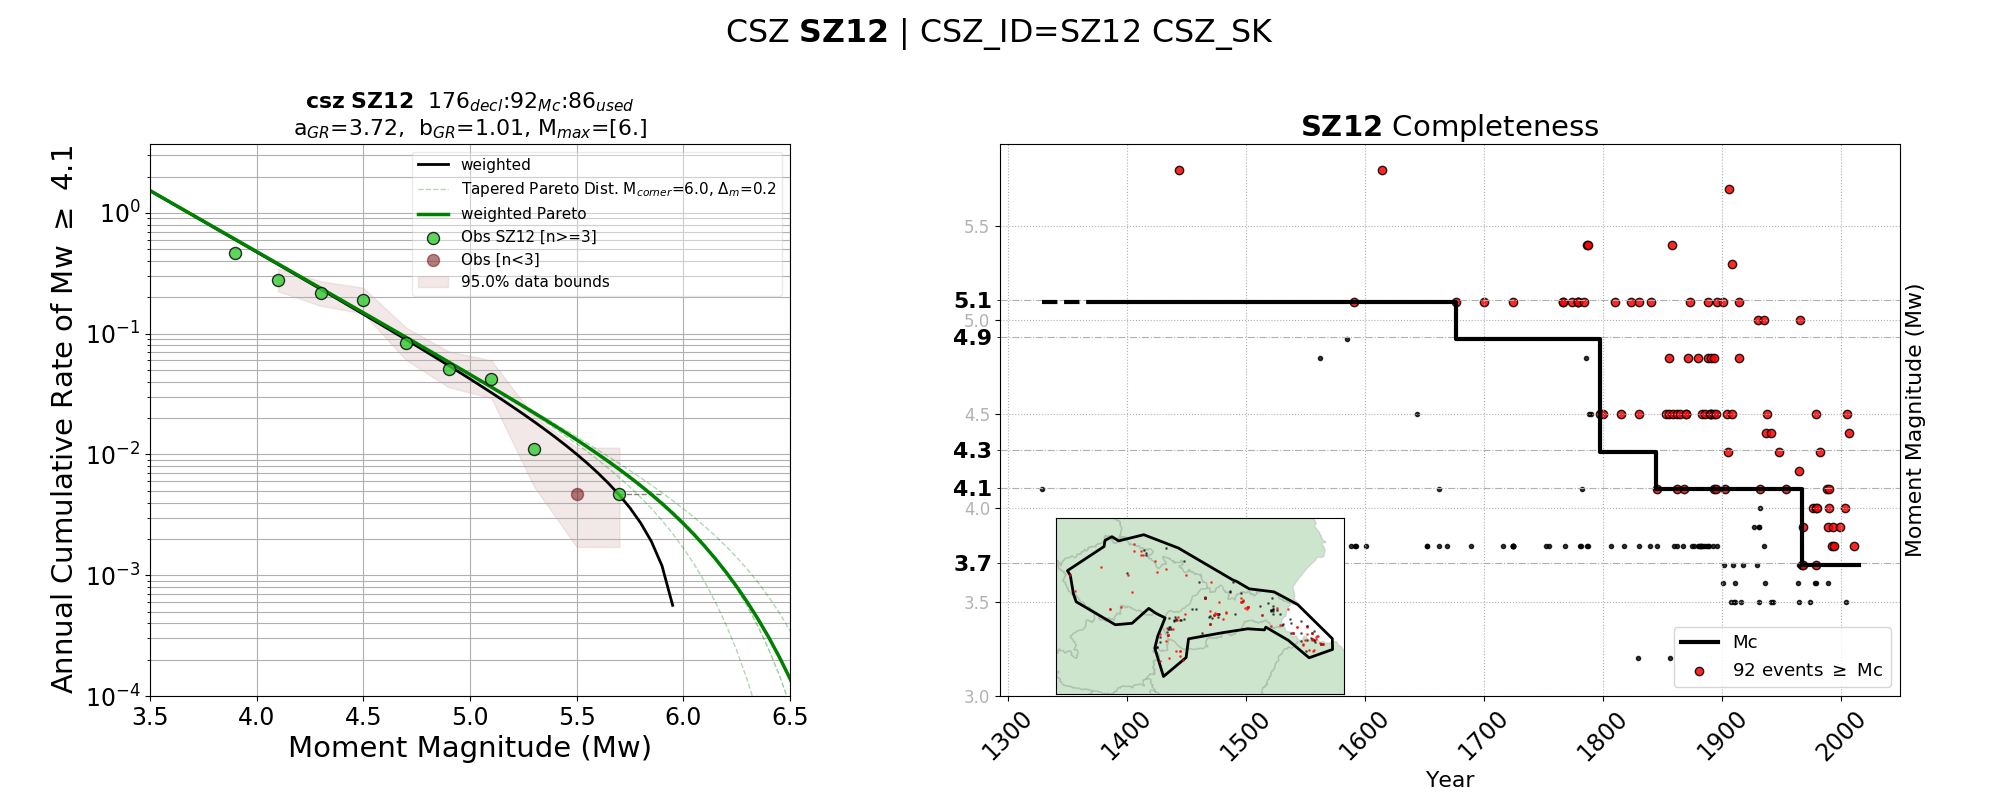 CSZ SZ12 | CSZ_ID=SZ12 CSZ_SK
csz SZ12 176decl:92Mc:86used
aGR=3.72, bGR=1.01, Mmax=[6.]
Annual Cumulative Rate of Mw ≥ 4.1
10^0
10^−1
10^−2
10^−3
10^−4
weighted
Tapered Pareto Dist. Mcorner=6.0, Δm=0.2
weighted Pareto
Obs SZ12 [n>=3]
Obs [n<3]
95.0% data bounds
3.5 4.0 4.5 5.0 5.5 6.0 6.5
Moment Magnitude (Mw)
SZ12 Completeness
5.5
5.1
5.0
4.9
4.5
4.3
4.1
4.0
3.7
3.5
3.0
Moment Magnitude (Mw)
Mc
92 events ≥ Mc
1300 1400 1500 1600 1700 1800 1900 2000
Year